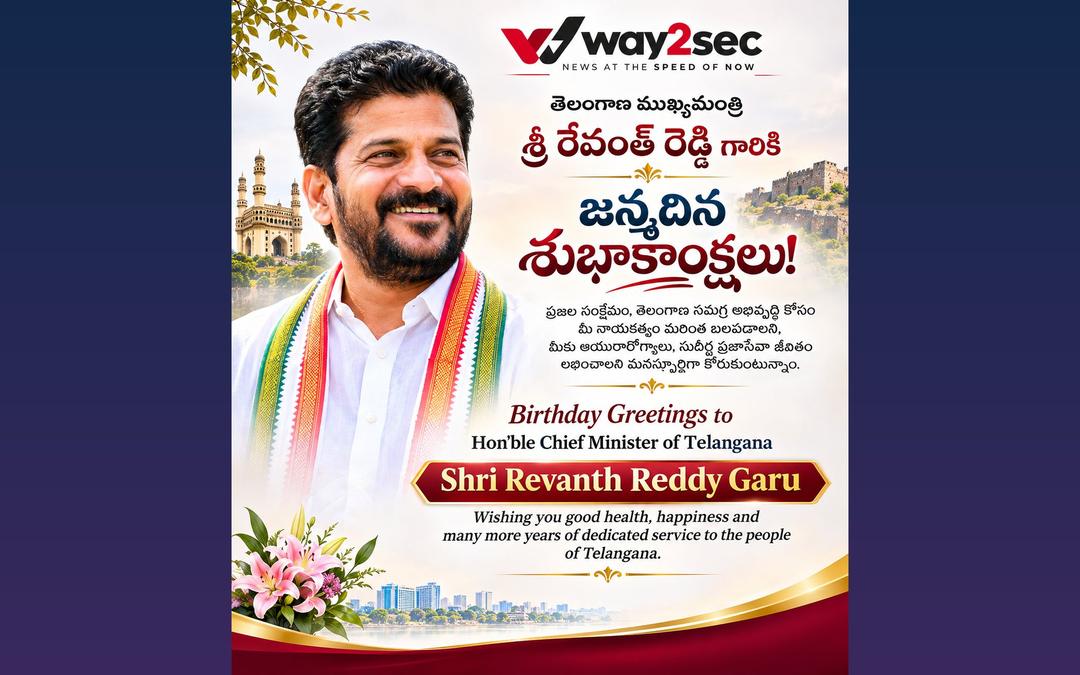 way2sec
NEWS AT THE SPEED OF NOW
తెలంగాణ ముఖ్యమంత్రి
శ్రీ రేవంత్ రెడ్డి గారికి
జన్మదిన
శుభాకాంక్షలు!
ప్రజల సంక్షేమం, తెలంగాణ సమగ్ర అభివృద్ధి కోసం
మీ నాయకత్వం మరింత బలపడాలని,
మీకు ఆయురారోగ్యాలు, సుదీర్ఘ ప్రజాసేవా జీవితం
లభించాలని మనస్ఫూర్తిగా కోరుకుంటున్నాం.
Birthday Greetings to
Hon'ble Chief Minister of Telangana
Shri Revanth Reddy Garu
Wishing you good health, happiness and
many more years of dedicated service to the people
of Telangana.